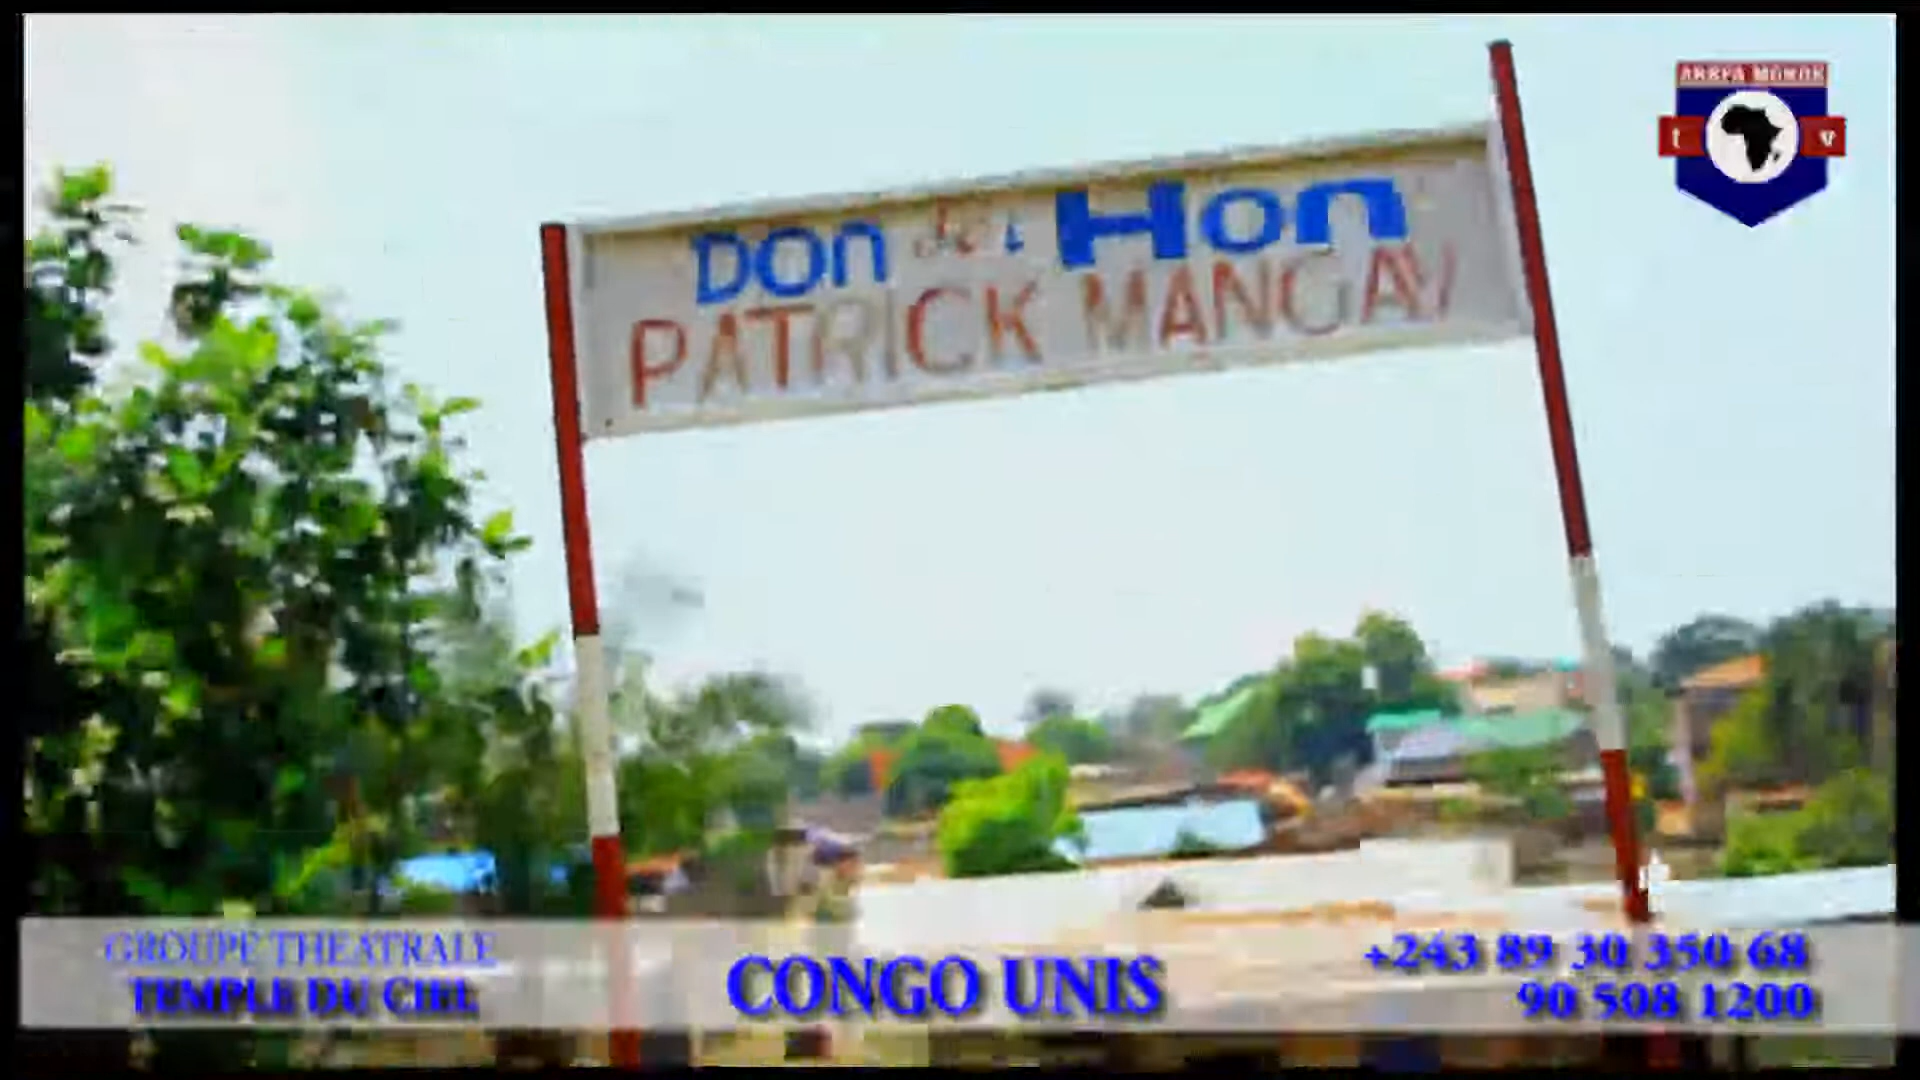 t v
DON de l Hon
PATRICK MANGAY
GROUPE THEATRALE
TEMPLE DU CIEL
CONGO UNIS
+243 89 30 350 68
90 508 1200